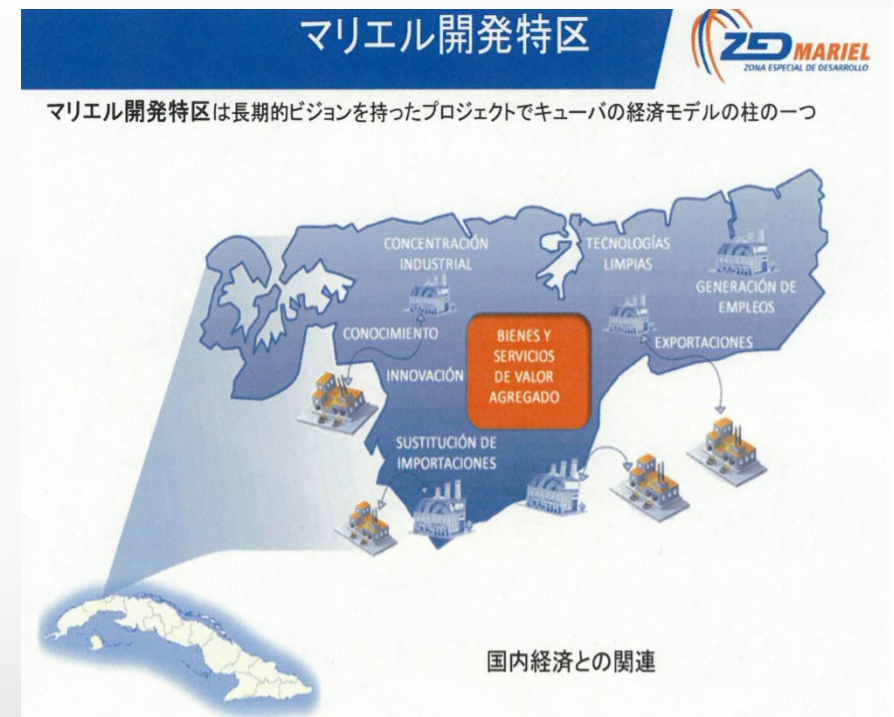 マリエル開発特区
ZED MARIEL
ZONA ESPECIAL DE DESARROLLO
マリエル開発特区は長期的ビジョンを持ったプロジェクトでキューバの経済モデルの柱の一つ
CONCENTRACIÓN
INDUSTRIAL
TECNOLOGÍAS
LIMPIAS
GENERACIÓN DE
EMPLEOS
CONOCIMIENTO
BIENES Y
SERVICIOS
DE VALOR
AGREGADO
EXPORTACIONES
INNOVACIÓN
SUSTITUCIÓN DE
IMPORTACIONES
国内経済との関連